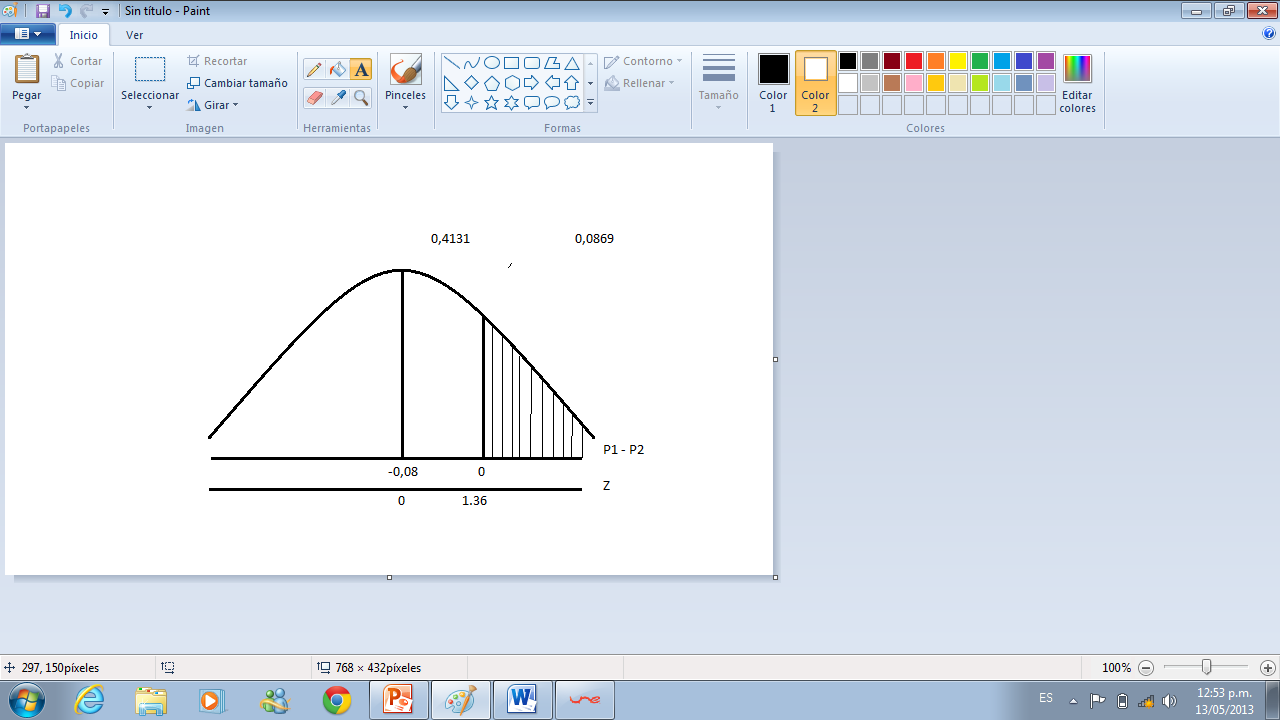 Sin título - Paint
Inicio
Ver
Pegar
Cortar
Copiar
Portapapeles
Seleccionar
Recortar
Cambiar tamaño
Girar
Imagen
A
Herramientas
Pinceles
Contorno
Rellenar
Formas
Tamaño
Color 1
Color 2
Editar colores
Colores
0,4131 0,0869
P1 - P2
-0,08 0
Z
0 1.36
297, 150píxeles
768 × 432píxeles
100%
ES
12:53 p.m.
13/05/2013